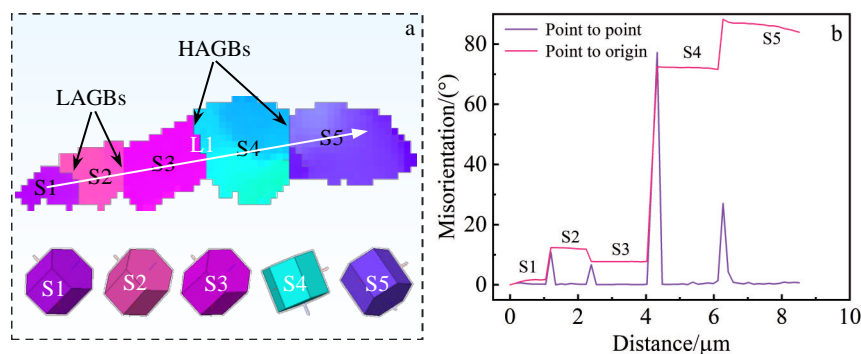 a
HAGBs
LAGBs
S1
S2
S3
L1
S4
S5
S1
S2
S3
S4
S5
b
Point to point
Point to origin
S4
S5
S1
S2
S3
Misorientation/(°)
80
60
40
20
0
0
2
4
6
8
10
Distance/μm